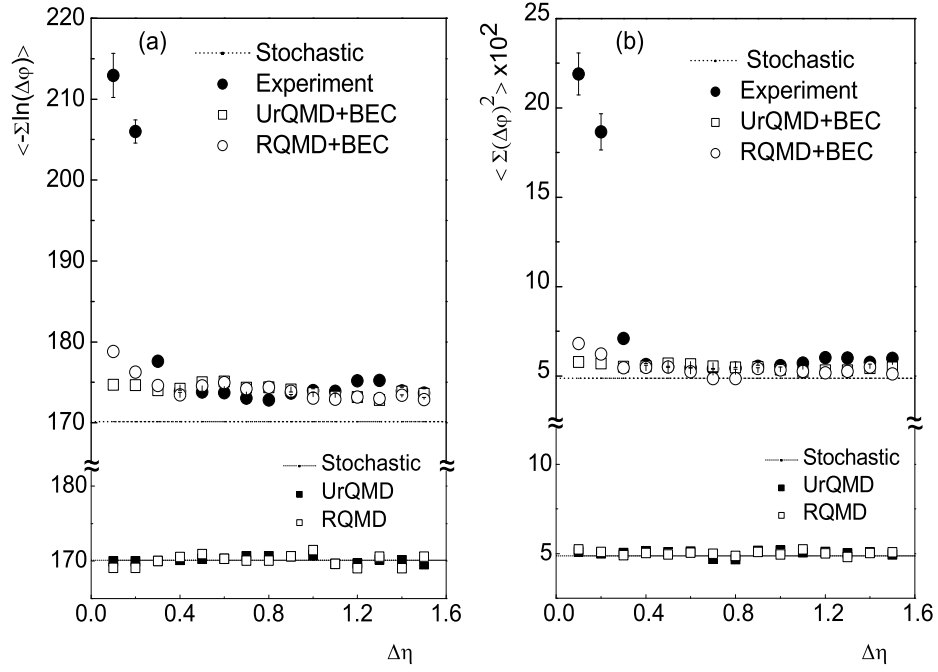 <-Σln(Δφ)>
220
210
200
190
180
170
180
170
(a)
Stochastic
Experiment
UrQMD+BEC
RQMD+BEC
Stochastic
UrQMD
RQMD
0.0 0.4 0.8 1.2 1.6
Δη
< Σ(Δφ)² > x10²
25
20
15
10
5
10
5
(b)
Stochastic
Experiment
UrQMD+BEC
RQMD+BEC
Stochastic
UrQMD
RQMD
0.0 0.4 0.8 1.2 1.6
Δη